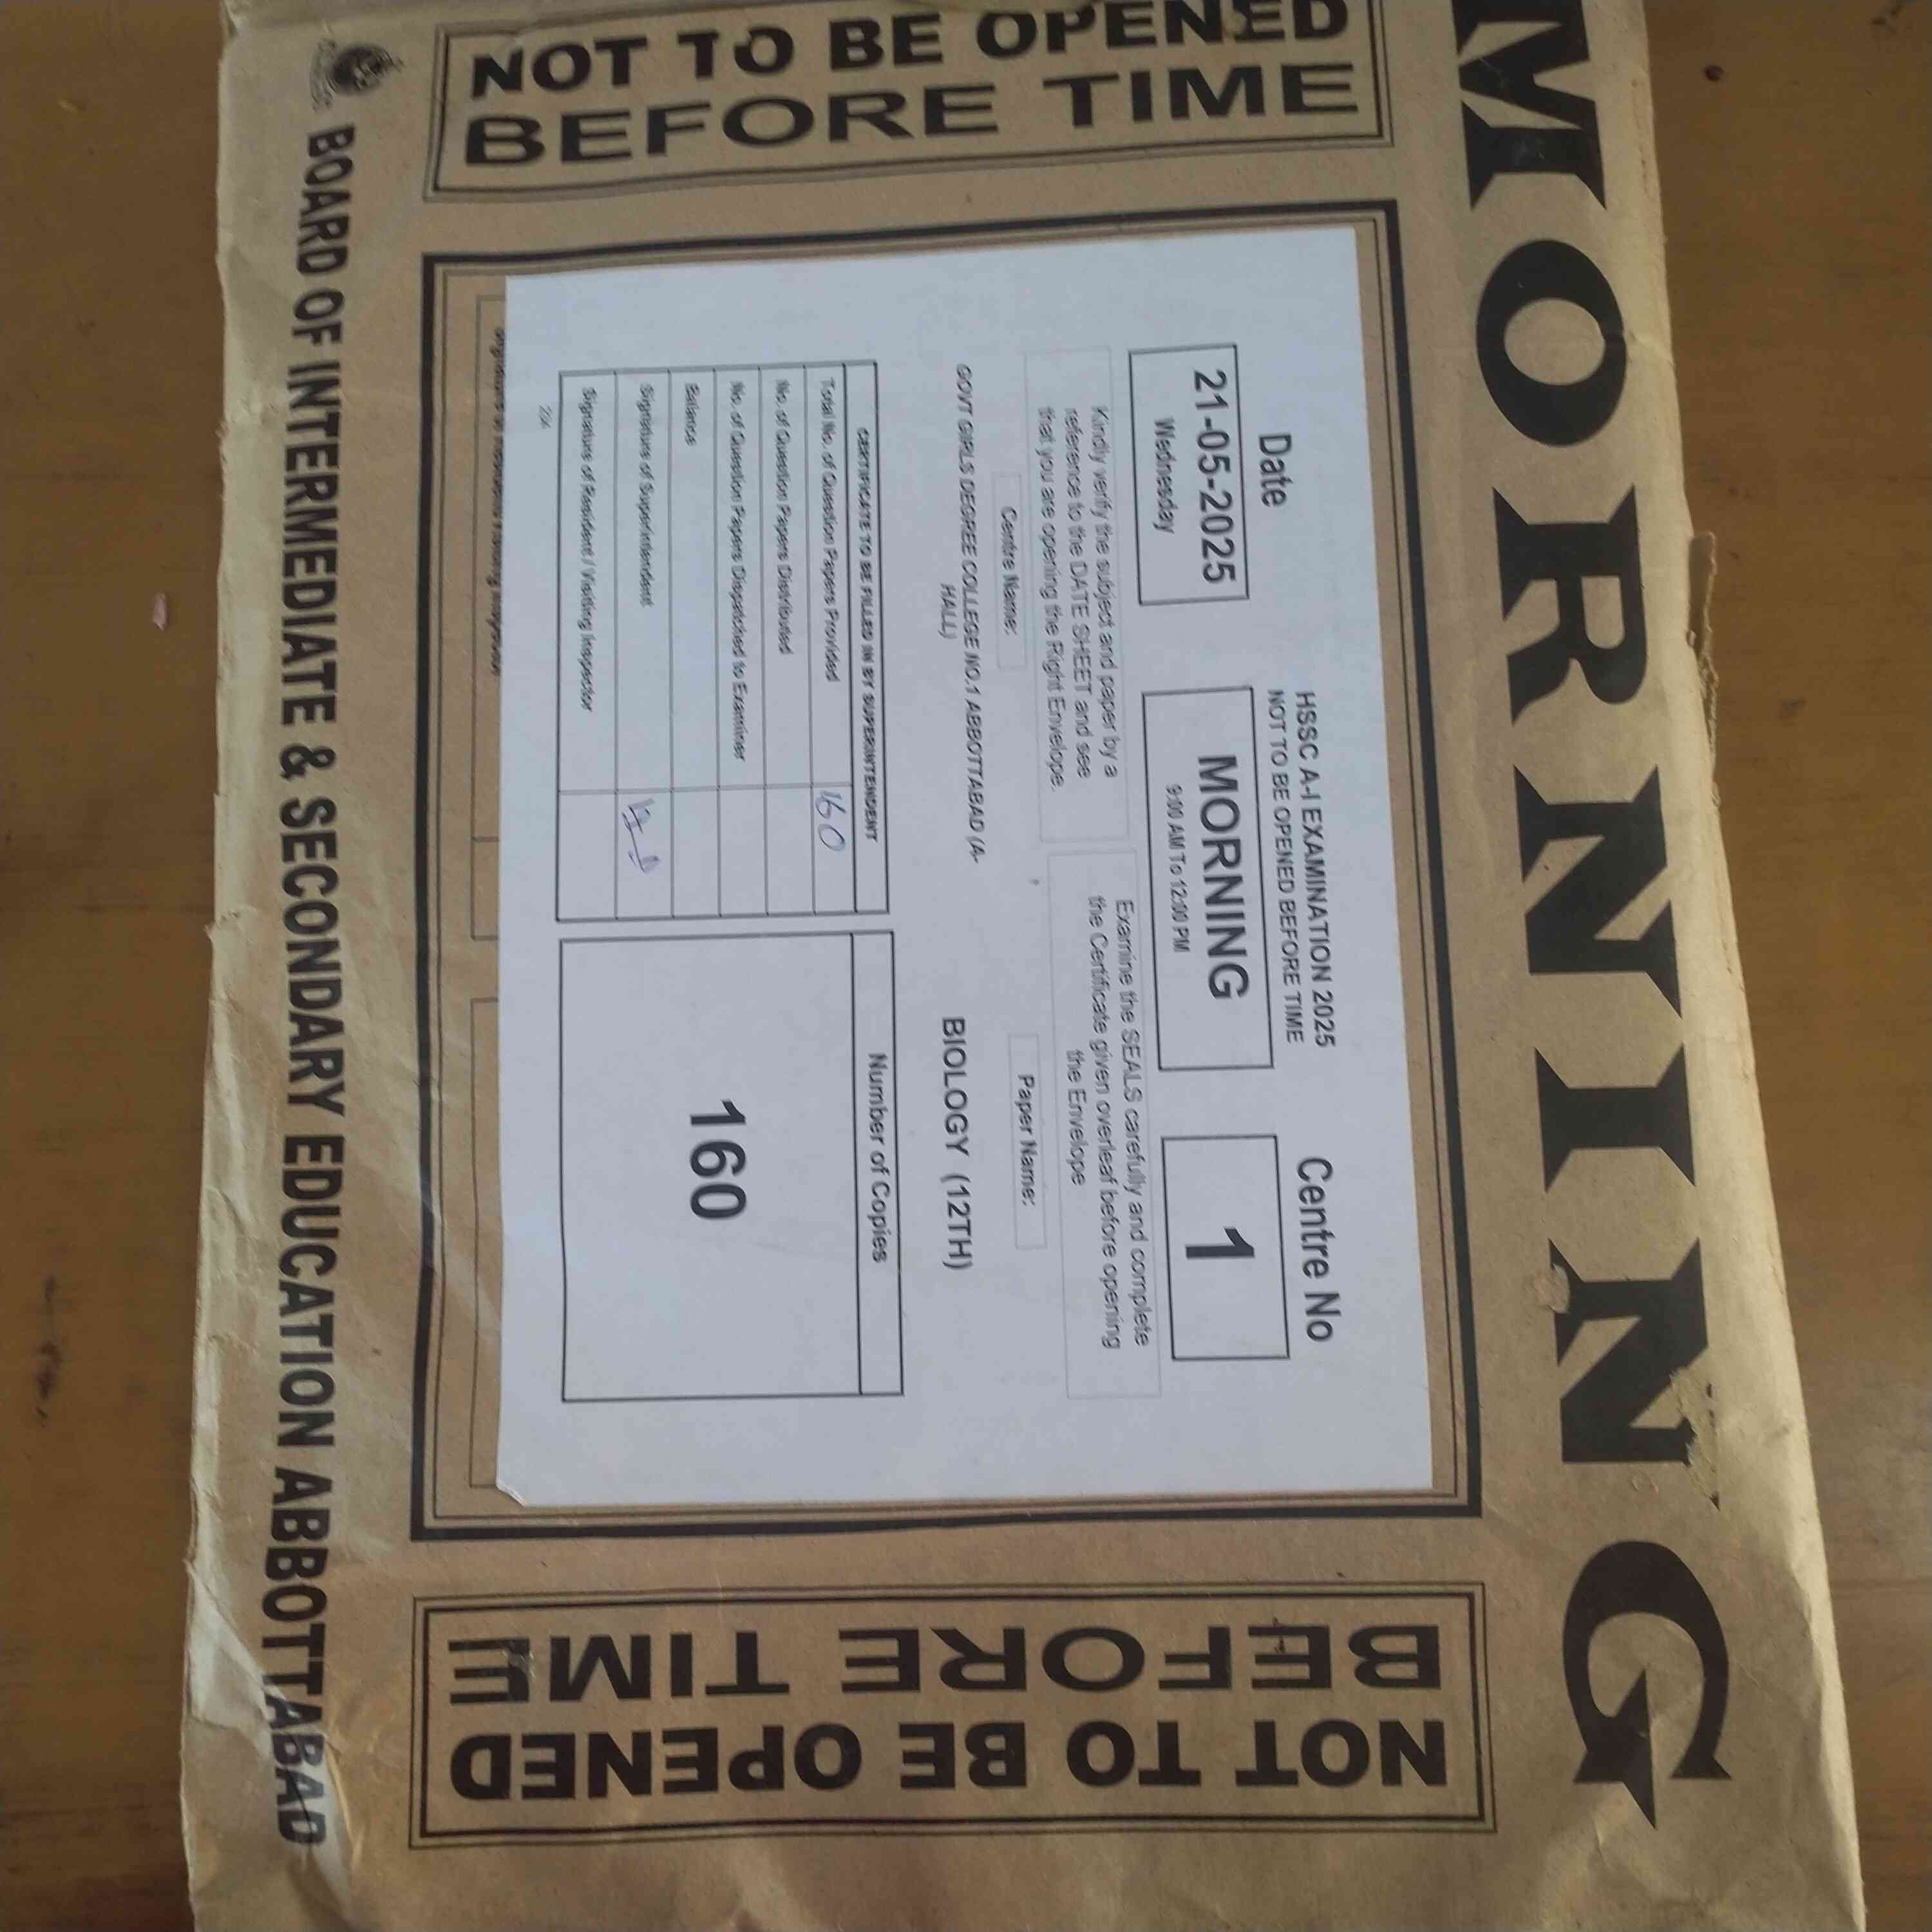 MORNING
NOT TO BE OPENED
BEFORE TIME
HSSC A-I EXAMINATION 2025
NOT TO BE OPENED BEFORE TIME
Date
21-05-2025
Wednesday
MORNING
9:00 AM To 12:00 PM
Centre No
1
Kindly verify the subject and paper by a
reference to the DATE SHEET and see
that you are opening the Right Envelope.
Examine the SEALS carefully and complete
the Certificate given overleaf before opening
the Envelope
Centre Name:
GOVT GIRLS DEGREE COLLEGE NO.1 ABBOTTABAD (A-
HALL)
Paper Name:
BIOLOGY (12TH)
CERTIFICATE TO BE FILLED IN BY SUPERINTENDENT
Total No. of Question Papers Provided 160
No. of Question Papers Distributed
No. of Question Papers Dispatched to Examiner
Balance
Signature of Superintendent
Signature of Resident / Visiting Inspector
Number of Copies
160
NOT TO BE OPENED
BEFORE TIME
BOARD OF INTERMEDIATE & SECONDARY EDUCATION ABBOTTABAD